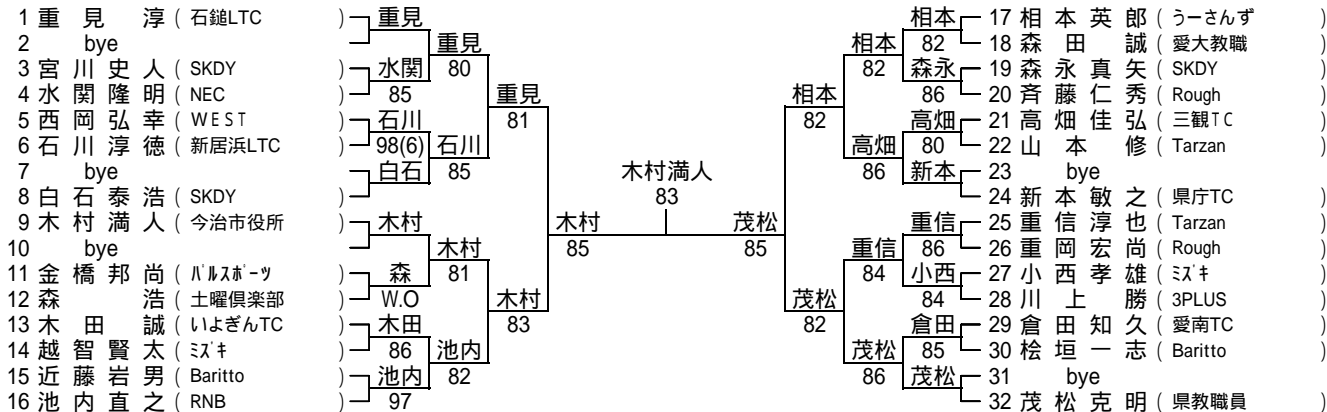 1 重見 淳 ( 石鎚LTC )
2 bye
3 宮川史人 ( SKDY )
4 水関隆明 ( NEC )
5 西岡弘幸 ( WEST )
6 石川淳徳 ( 新居浜LTC )
7 bye
8 白石泰浩 ( SKDY )
9 木村満人 ( 今治市役所 )
10 bye
11 金橋邦尚 ( パルスポーツ )
12 森 浩 ( 土曜倶楽部 )
13 木田 誠 ( いよぎんTC )
14 越智賢太 ( ミズキ )
15 近藤岩男 ( Baritto )
16 池内直之 ( RNB )
重見
水関
85
石川
98(6)
白石
木村
森
W.O
木田
86
池内
97
重見
80
石川
85
木村
81
池内
82
重見
81
木村
83
木村
85
木村満人
83
茂松
85
相本
82
茂松
82
相本
82
高畑
86
重信
84
茂松
86
相本
82
森永
86
高畑
80
新本
重信
86
小西
84
倉田
85
茂松
17 相本英郎 ( うーさんず )
18 森田 誠 ( 愛大教職 )
19 森永真矢 ( SKDY )
20 斉藤仁秀 ( Rough )
21 高畑佳弘 ( 三観TC )
22 山本 修 ( Tarzan )
23 bye
24 新本敏之 ( 県庁TC )
25 重信淳也 ( Tarzan )
26 重岡宏尚 ( Rough )
27 小西孝雄 ( ミズキ )
28 川上 勝 ( 3PLUS )
29 倉田知久 ( 愛南TC )
30 桧垣一志 ( Baritto )
31 bye
32 茂松克明 ( 県教職員 )